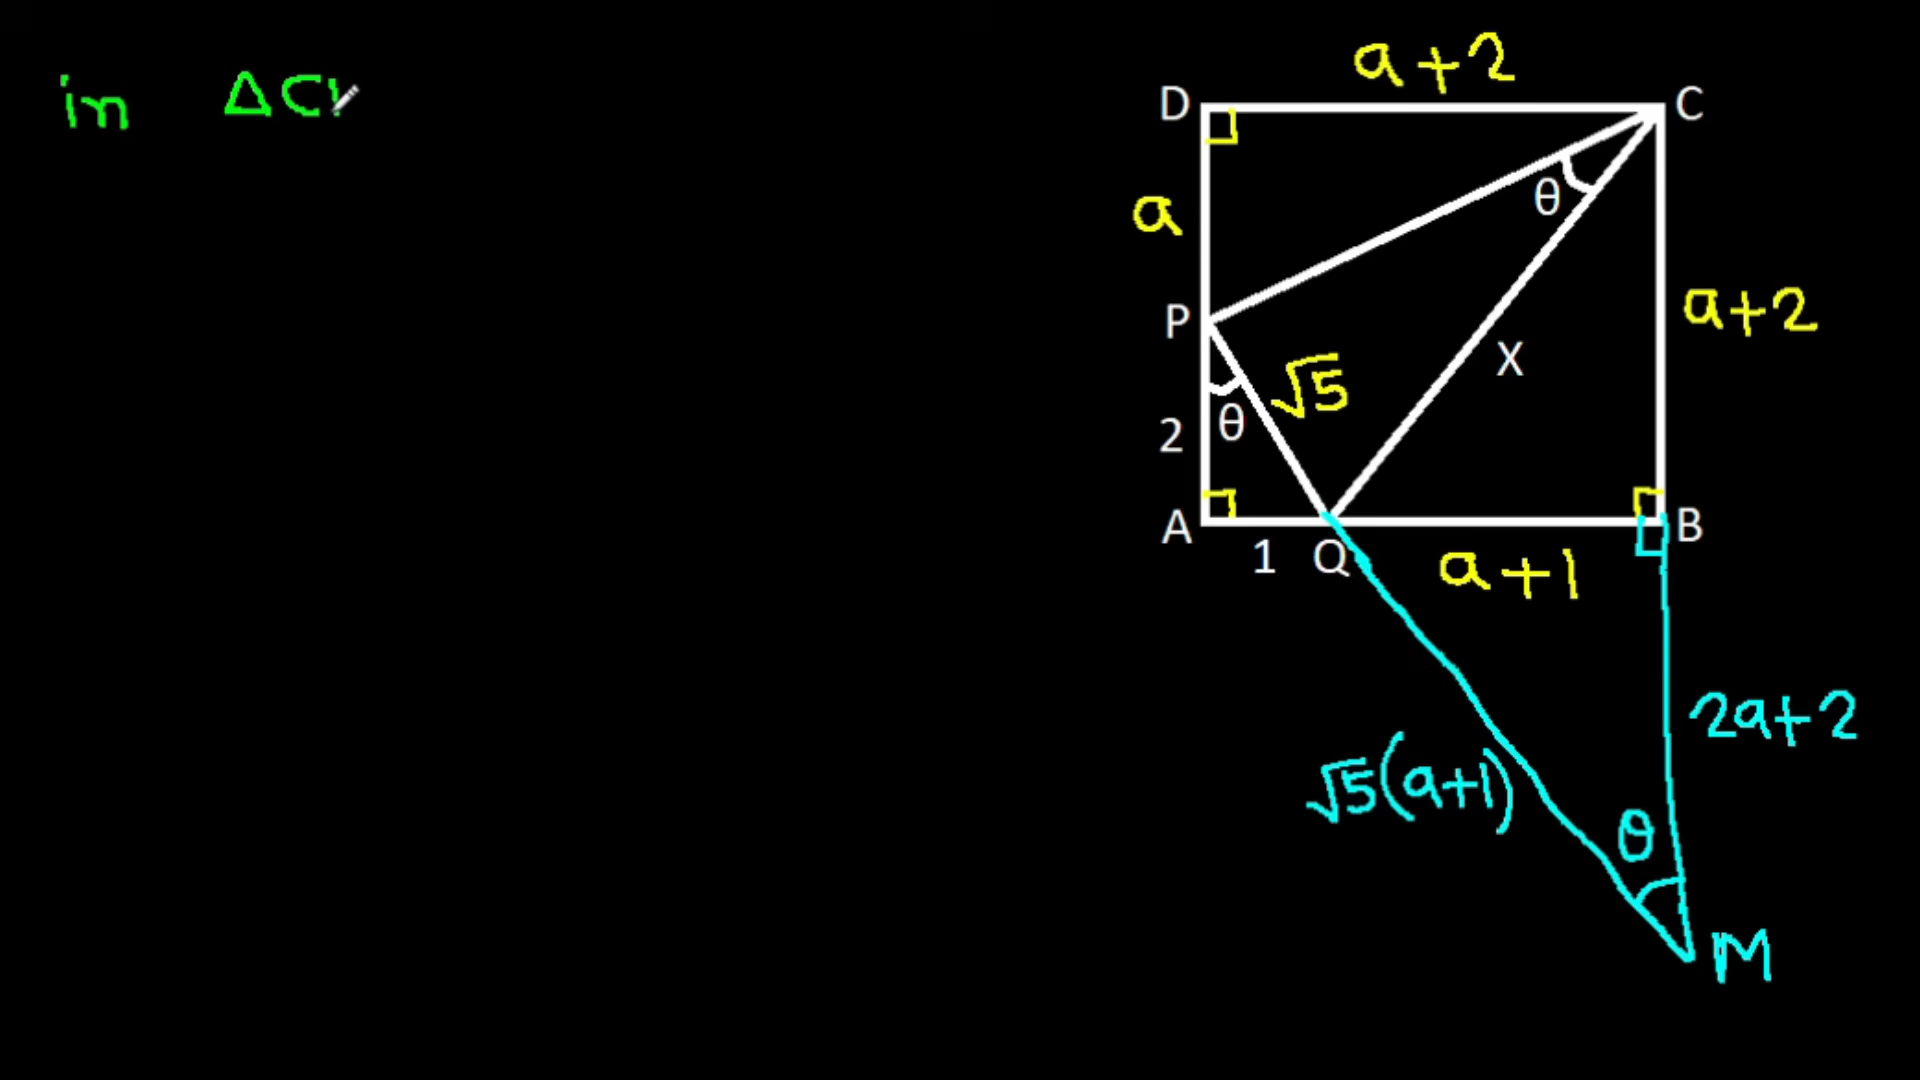 in ΔC
a+2
D
C
θ
a
P
a+2
√5
X
2
θ
A
B
1
Q
a+1
2a+2
√5(a+1)
θ
M